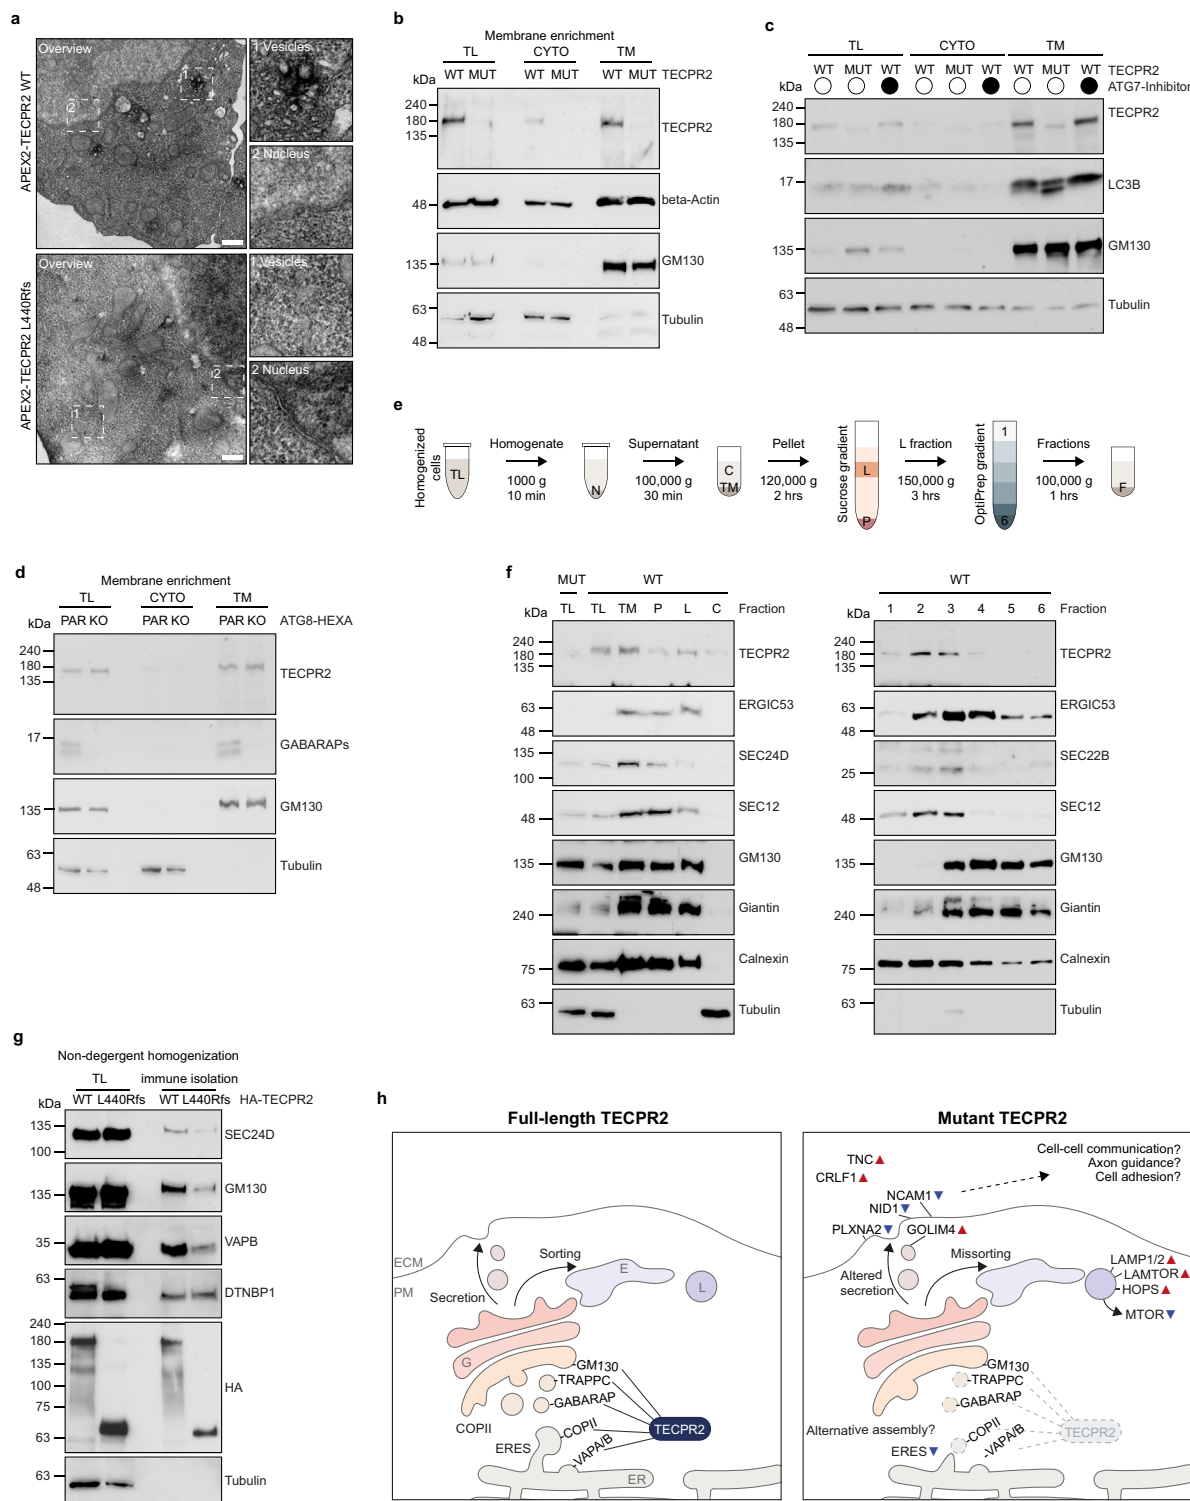 a
APEX2-TECPR2 WT
Overview
1
2
1 Vesicles
2 Nucleus
APEX2-TECPR2 L440Rfs
Overview
1
2
1 Vesicles
2 Nucleus
b
Membrane enrichment
TL CYTO TM
kDa WT MUT WT MUT WT MUT TECPR2
240
180
135
TECPR2
48
beta-Actin
135
GM130
63
48
Tubulin
c
TL CYTO TM
WT MUT WT WT MUT WT WT MUT WT TECPR2
kDa ATG7-Inhibitor
240
180
135
TECPR2
17
LC3B
135
GM130
63
48
Tubulin
e
Homogenized cells
TL
Homogenate
1000 g
10 min
N
Supernatant
100,000 g
30 min
C
TM
Pellet
120,000 g
2 hrs
Sucrose gradient
L
P
L fraction
150,000 g
3 hrs
OptiPrep gradient
1
6
Fractions
100,000 g
1 hrs
F
d
Membrane enrichment
TL CYTO TM
kDa PAR KO PAR KO PAR KO ATG8-HEXA
240
180
135
TECPR2
17
GABARAPs
135
GM130
63
48
Tubulin
f
MUT WT
kDa TL TL TM P L C Fraction
240
180
135
TECPR2
63
48
ERGIC53
135
100
SEC24D
48
SEC12
135
GM130
240
Giantin
75
Calnexin
63
Tubulin
WT
kDa 1 2 3 4 5 6 Fraction
240
180
135
TECPR2
63
48
ERGIC53
25
SEC22B
48
SEC12
135
GM130
240
Giantin
75
Calnexin
63
Tubulin
g
Non-degergent homogenization
TL immune isolation
kDa WT L440Rfs WT L440Rfs HA-TECPR2
135
100
SEC24D
135
GM130
35
VAPB
63
DTNBP1
240
180
135
100
75
63
HA
63
Tubulin
h
Full-length TECPR2
ECM
PM
Secretion
Sorting
E
L
G
COPII
GM130
TRAPPC
GABARAP
COPII
VAPA/B
TECPR2
ERES
ER
Mutant TECPR2
TNC▲
CRLF1▲
NCAM1▼
NID1▼
PLXNA2▼ GOLIM4▲
Cell-cell communication?
Axon guidance?
Cell adhesion?
Altered
secretion
Missorting
LAMP1/2▲
LAMTOR▲
HOPS▲
MTOR▼
GM130
TRAPPC
GABARAP
Alternative assembly?
COPII
VAPA/B
TECPR2
ERES▼